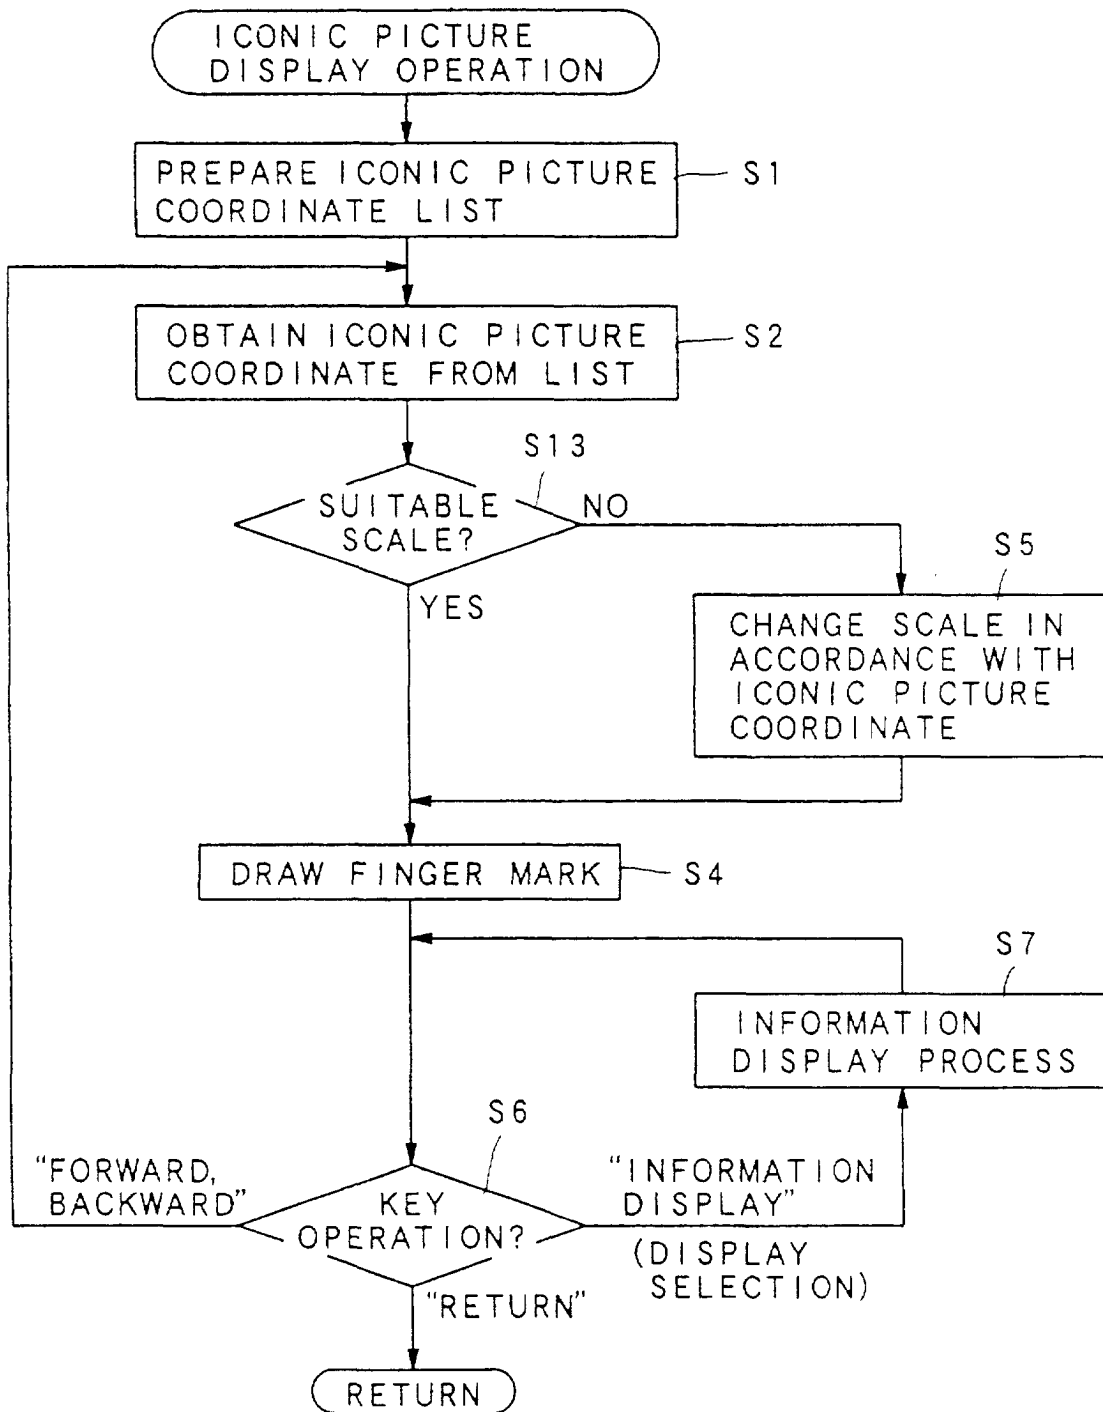 ICONIC PICTURE
DISPLAY OPERATION
PREPARE ICONIC PICTURE
COORDINATE LIST
S1
OBTAIN ICONIC PICTURE
COORDINATE FROM LIST
S2
S13
SUITABLE
SCALE?
NO
YES
S5
CHANGE SCALE IN
ACCORDANCE WITH
ICONIC PICTURE
COORDINATE
DRAW FINGER MARK
S4
S7
INFORMATION
DISPLAY PROCESS
S6
"FORWARD,
BACKWARD"
KEY
OPERATION?
"INFORMATION
DISPLAY"
(DISPLAY
SELECTION)
"RETURN"
RETURN